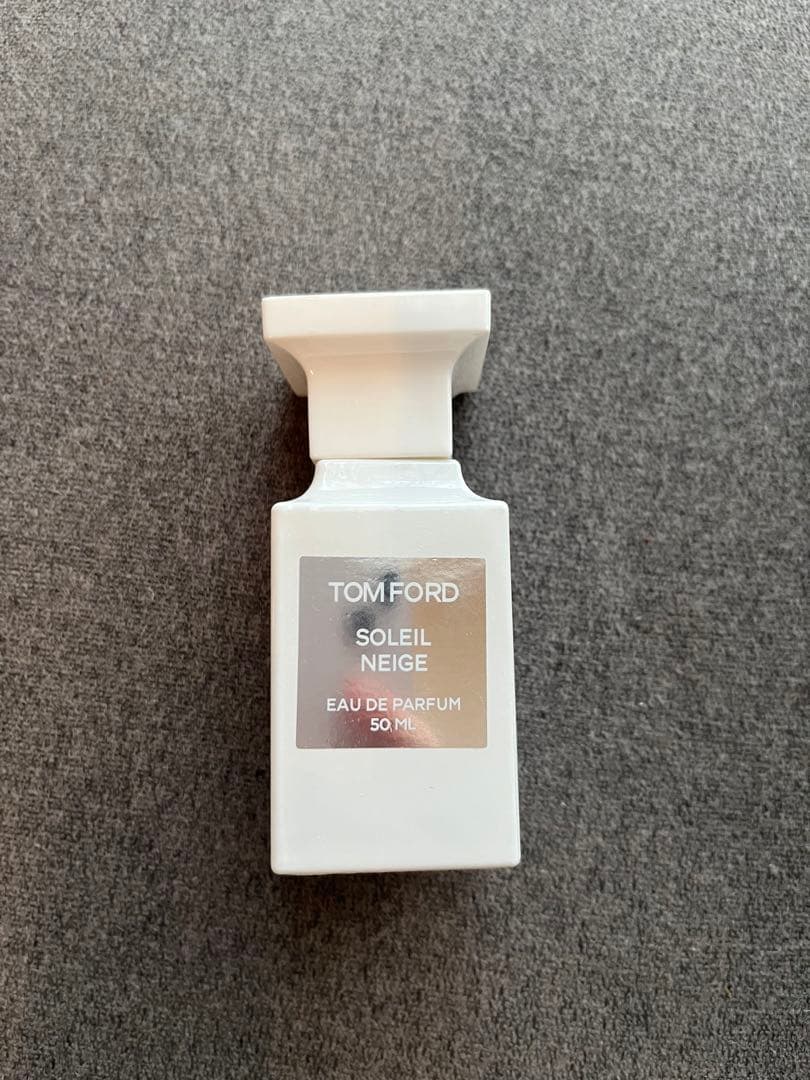 TOM FORD
SOLEIL
NEIGE
EAU DE PARFUM
50 ML